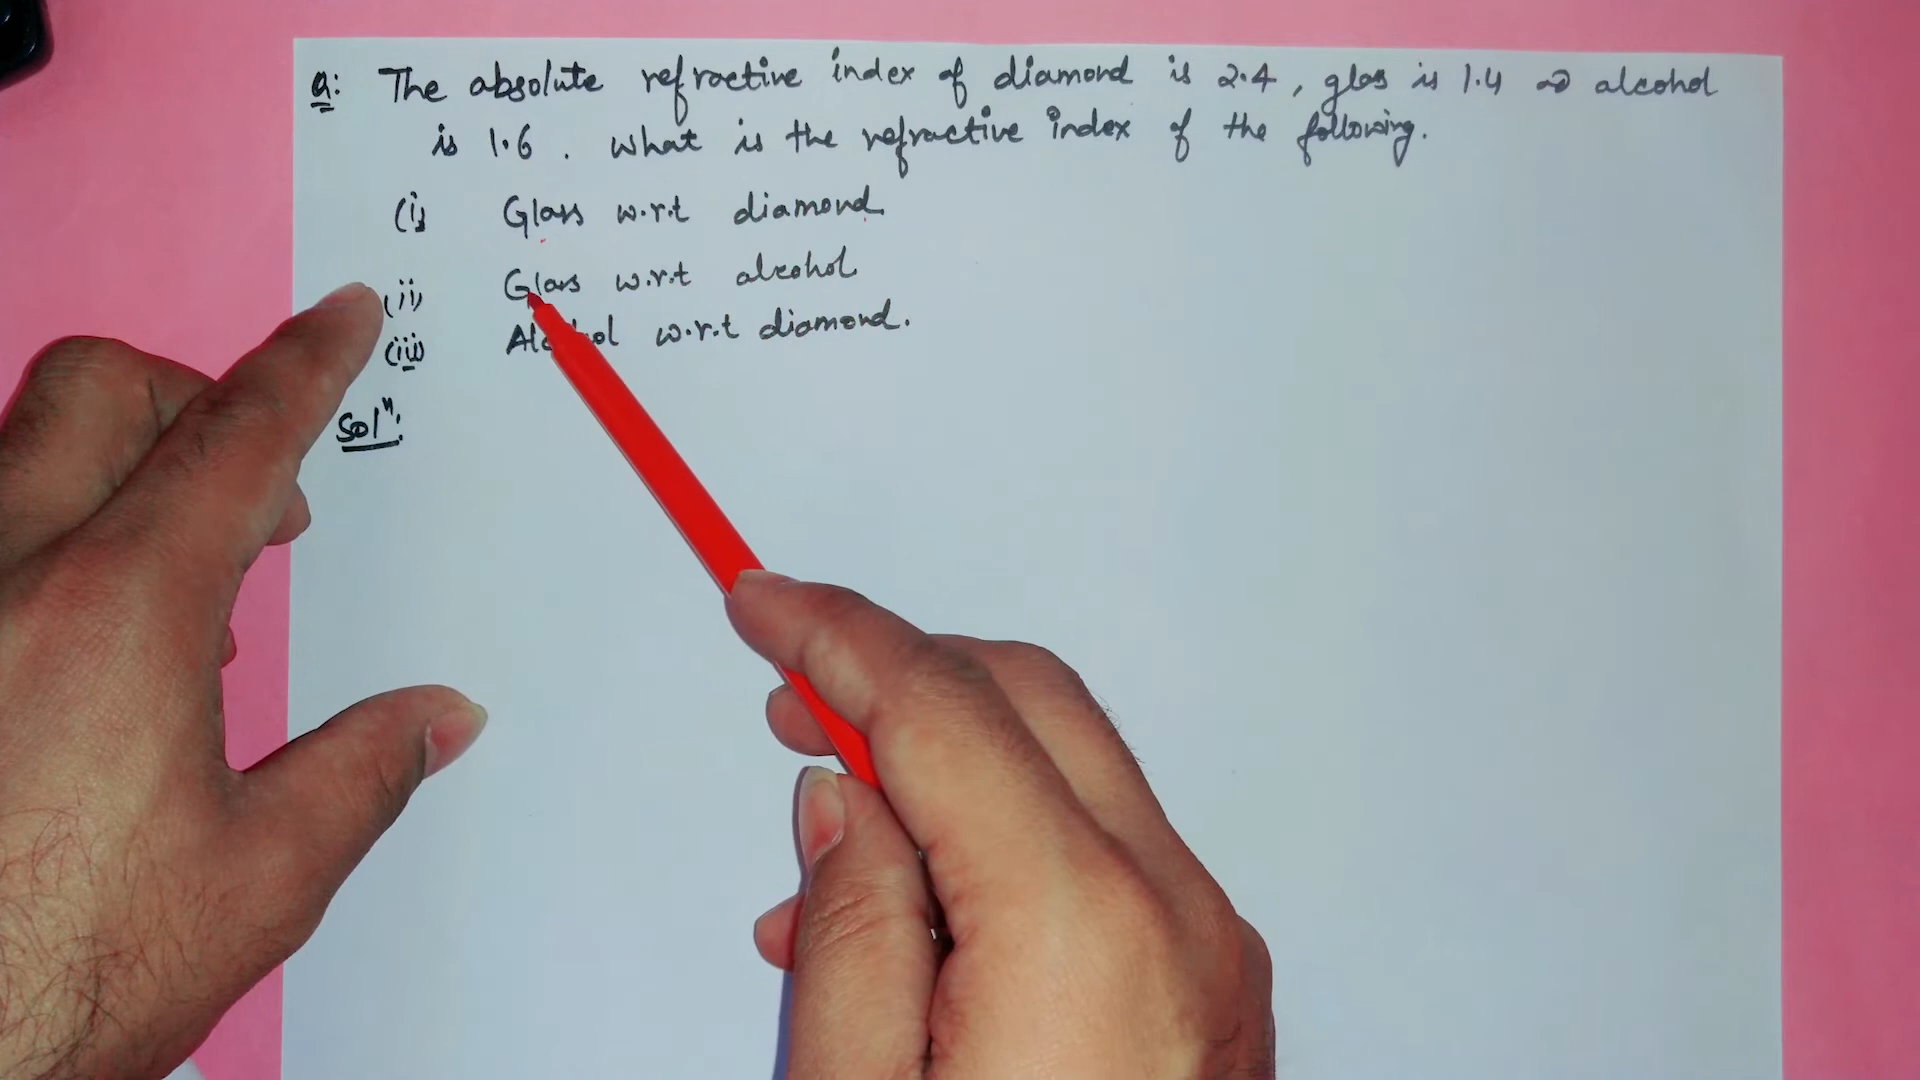 Q: The absolute refractive index of diamond is 2.4, glas is 1.4 & alcohol
is 1.6. What is the refractive index of the following.
(i) Glass w.r.t diamond
(ii) Glass w.r.t alcohol
(iii) Alcohol w.r.t diamond.
Solⁿ: